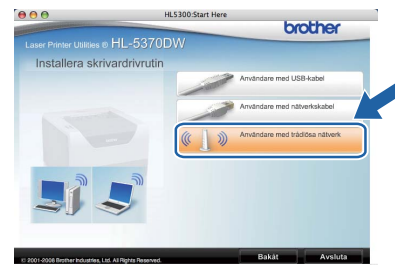 HL5300:Start Here
brother
Laser Printer Utilities © HL-5370DW
Installera skrivardrivrutin
Användare med USB-kabel
Användare med nätverkskabel
Användare med trådlösa nätverk
© 2001-2008 Brother Industries, Ltd. All Rights Reserved.
Bakåt Avsluta